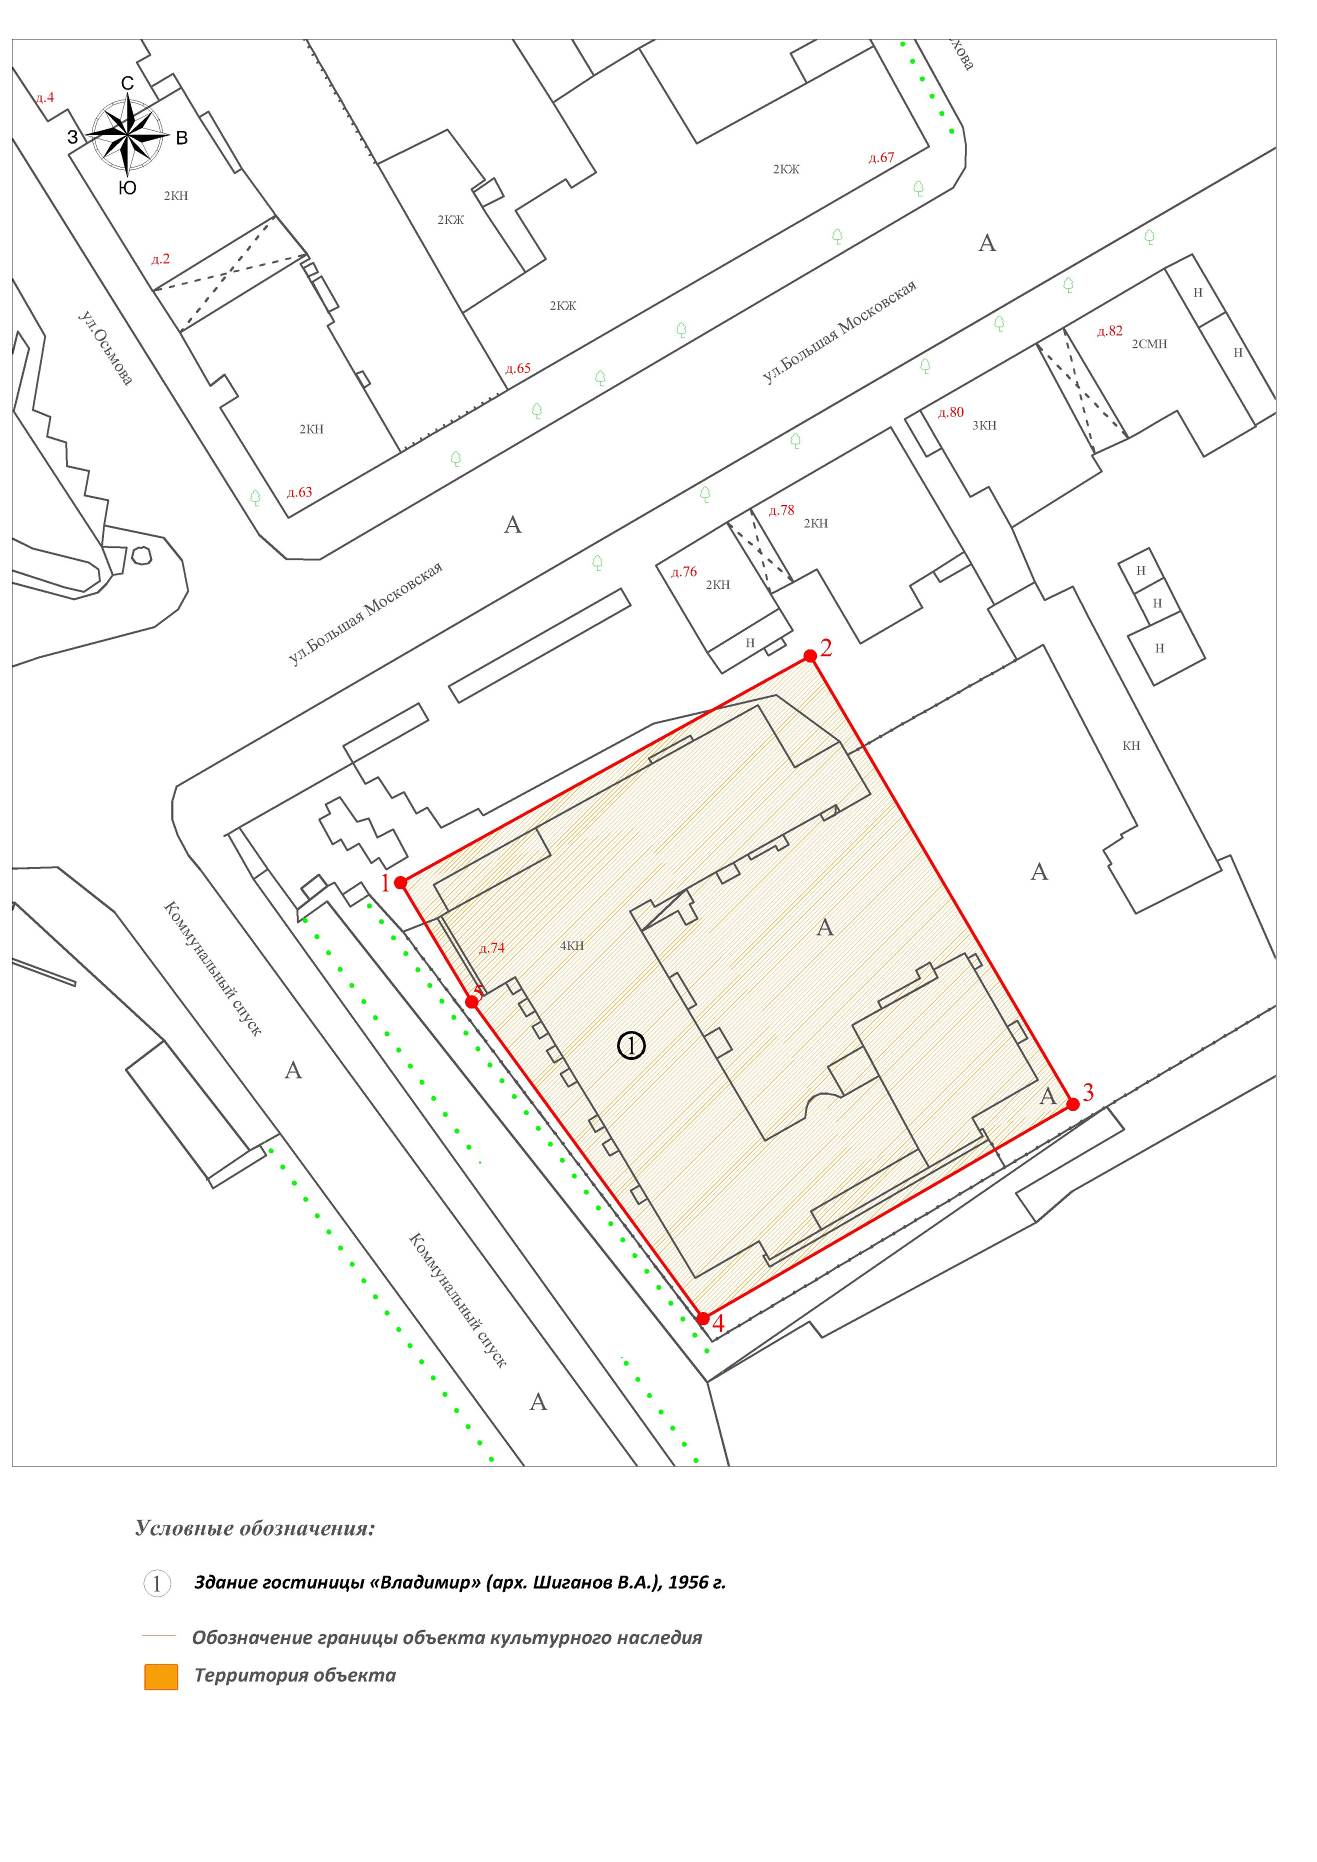 хова
С
д.4
З
В
Ю
2КН
д.67
2КЖ
2КЖ
А
д.2
ул.Осьмова
2КЖ
ул.Большая Московская
Н
д.82
2СМН
Н
д.65
д.80
3КН
2КН
д.63
А
д.78
2КН
д.76
2КН
Н
Н
Н
Н
ул.Большая Московская
2
КН
1
А
Коммунальный спуск
д.74
4КН
А
5
1
А
А
3
Коммунальный спуск
4
А
Условные обозначения:
1 Здание гостиницы «Владимир» (арх. Шиганов В.А.), 1956 г.
Обозначение границы объекта культурного наследия
Территория объекта